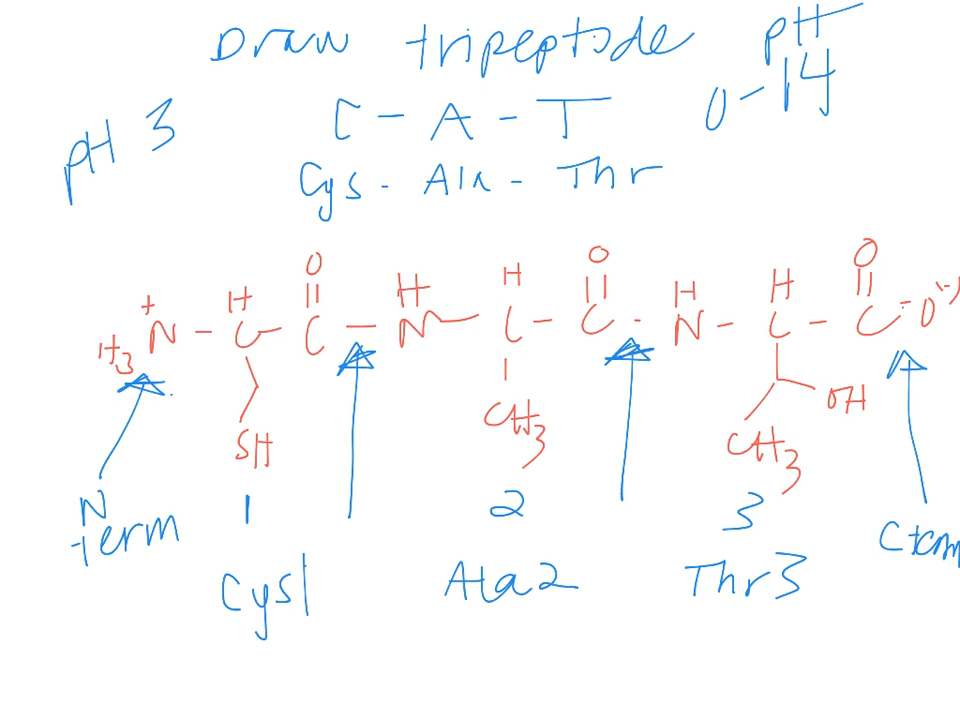 Draw tripeptide pH
0-14
pH 3
C - A - T
Cys - Ala - Thr
O O O
+ H H H H H (-)
H3 N - C - C - N - C - C - N - C - C - O
SH CH3 CH3 OH
N term 1 2 3 C term
Cys1 Ala2 Thr3